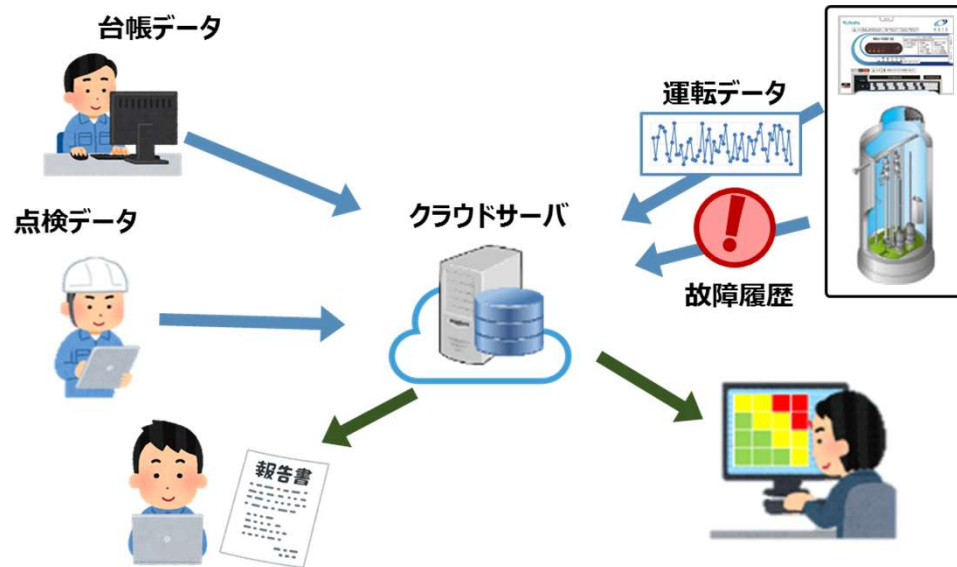 台帳データ
運転データ
点検データ
クラウドサーバ
故障履歴
報告書